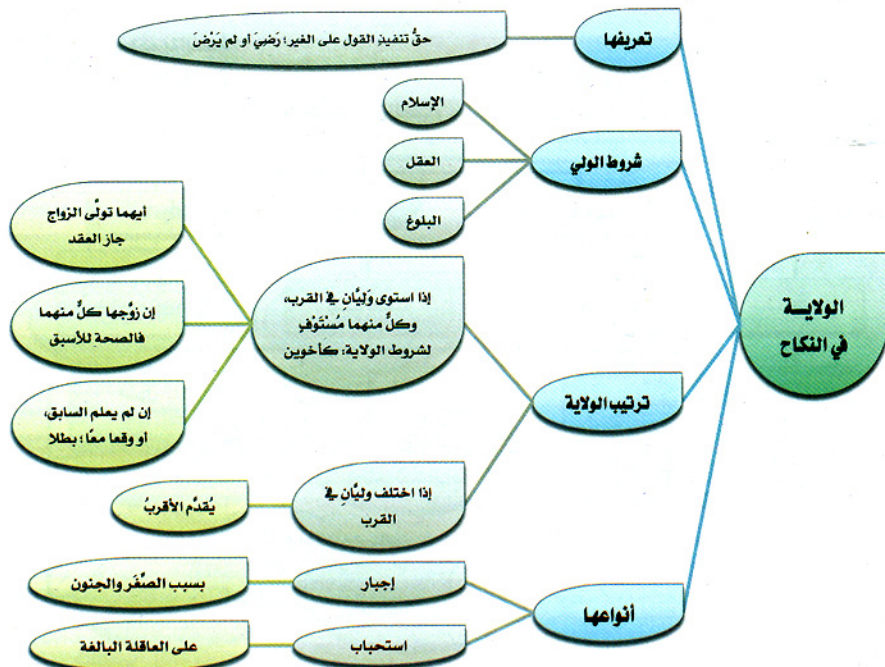 الولاية
في النكاح
تعريفها
حقُّ تنفيذِ القول على الغير؛ رَضِيَ أو لم يَرْضَ
شروط الولي
الإسلام
العقل
البلوغ
ترتيب الولاية
إذا استوى وَليَّانِ في القرب،
وكلٌّ منهما مُسْتَوْفٍ
لشروط الولاية؛ كأخوين
أيهما تولَّى الزواج
جاز العقد
إن زوَّجها كلٌّ منهما
فالصحة للأسبق
إن لم يعلم السابق،
أو وقعا معًا؛ بطلا
إذا اختلف وليَّانِ في
القرب
يُقدَّم الأقربُ
أنواعها
إجبار
بسبب الصِّغَر والجنون
استحباب
على العاقلة البالغة